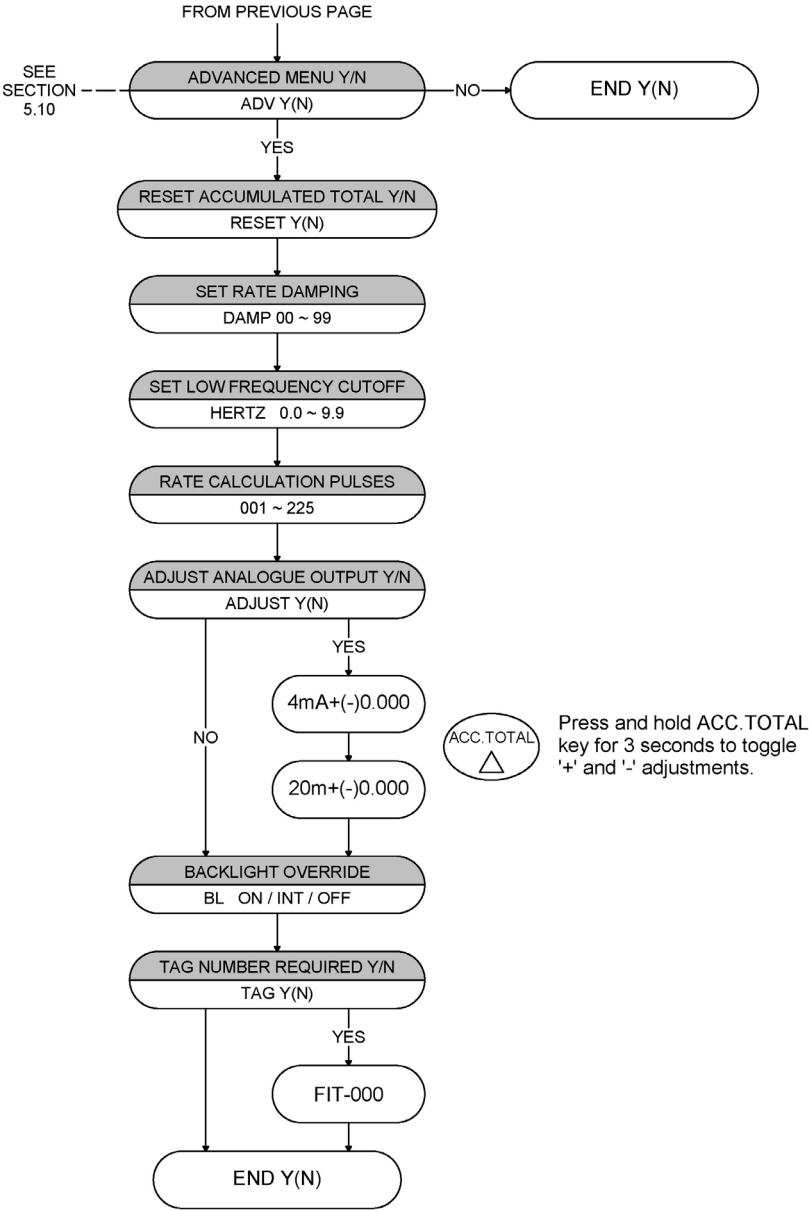 FROM PREVIOUS PAGE
SEE
SECTION
5.10
ADVANCED MENU Y/N
ADV Y(N)
NO
END Y(N)
YES
RESET ACCUMULATED TOTAL Y/N
RESET Y(N)
SET RATE DAMPING
DAMP 00 ~ 99
SET LOW FREQUENCY CUTOFF
HERTZ 0.0 ~ 9.9
RATE CALCULATION PULSES
001 ~ 225
ADJUST ANALOGUE OUTPUT Y/N
ADJUST Y(N)
YES
4mA+(-)0.000
NO
20m+(-)0.000
ACC.TOTAL
Press and hold ACC.TOTAL
key for 3 seconds to toggle
'+' and '-' adjustments.
BACKLIGHT OVERRIDE
BL ON / INT / OFF
TAG NUMBER REQUIRED Y/N
TAG Y(N)
YES
FIT-000
END Y(N)